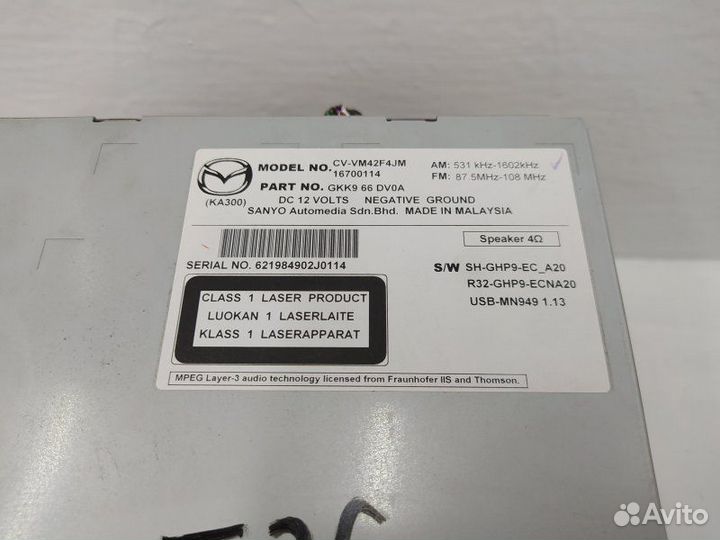 MODEL NO. CV-VM42F4JM
16700114
PART NO. GKK9 66 DV0A
(KA300)
DC 12 VOLTS NEGATIVE GROUND
SANYO Automedia Sdn.Bhd. MADE IN MALAYSIA
AM: 531 kHz-1602kHz
FM: 87.5MHz-108 MHz
Speaker 4Ω
SERIAL NO. 621984902J0114
S/W SH-GHP9-EC_A20
R32-GHP9-ECNA20
USB-MN949 1.13
CLASS 1 LASER PRODUCT
LUOKAN 1 LASERLAITE
KLASS 1 LASERAPPARAT
MPEG Layer-3 audio technology licensed from Fraunhofer IIS and Thomson.
Avito